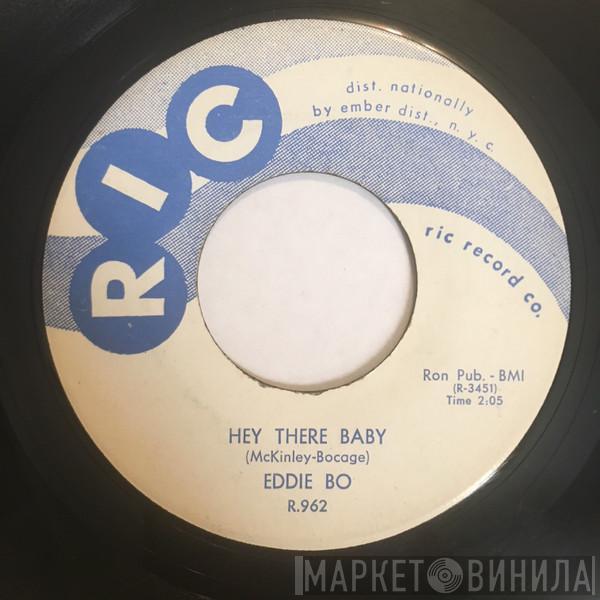 RIC
dist. nationally
by ember dist., n. y. c.
ric record co.
Ron Pub. - BMI
(R-3451)
Time 2:05
HEY THERE BABY
(McKinley-Bocage)
EDDIE BO
R.962
МАРКЕТ ВИНИЛА